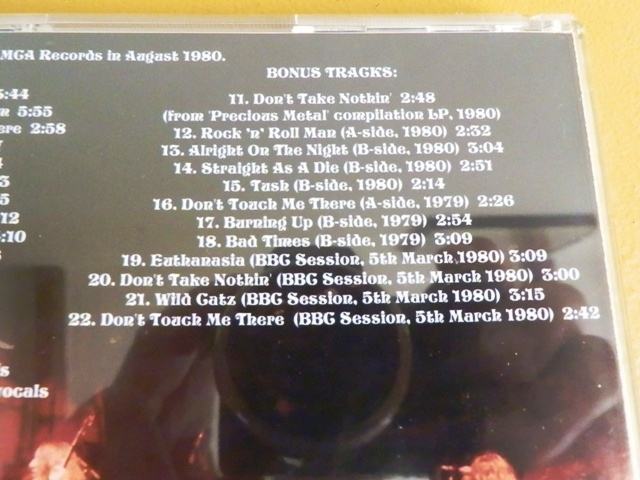 MCA Records in August 1980.
BONUS TRACKS:
5:44
5:55
ere 2:58
11. Don't Take Nothin' 2:48
(from 'Precious Metal' compilation LP, 1980)
12. Rock 'n' Roll Man (A-side, 1980) 2:32
13. Alright On The Night (B-side, 1980) 3:04
14. Straight As A Die (B-side, 1980) 2:51
15. Tush (B-side, 1980) 2:14
16. Don't Touch Me There (A-side, 1979) 2:26
17. Burning Up (B-side, 1979) 2:54
18. Bad Times (B-side, 1979) 3:09
19. Euthanasia (BBC Session, 5th March 1980) 3:09
20. Don't Take Nothin' (BBC Session, 5th March 1980) 3:00
21. Wild Catz (BBC Session, 5th March 1980) 3:15
22. Don't Touch Me There (BBC Session, 5th March 1980) 2:42
vocals